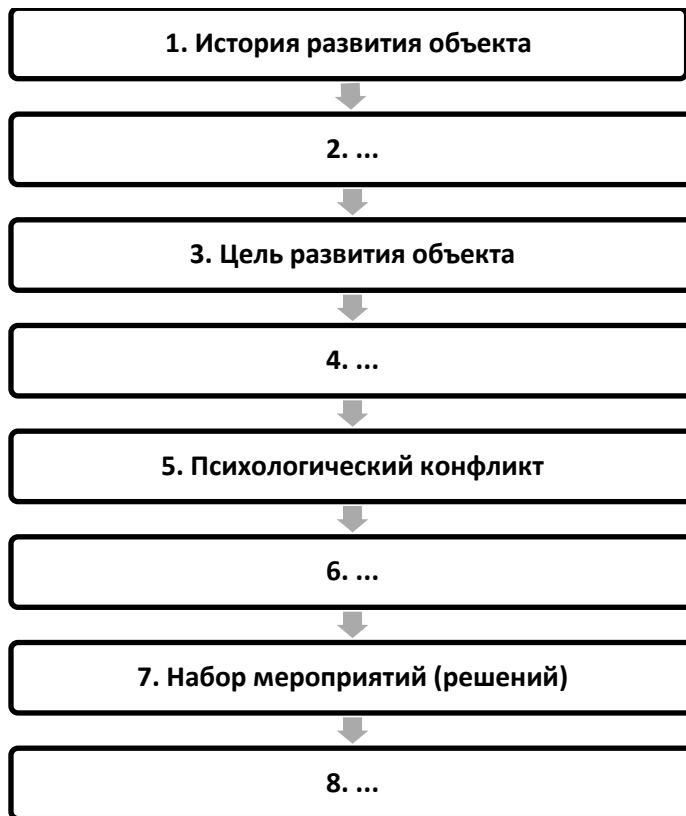 1. История развития объекта
2. ...
3. Цель развития объекта
4. ...
5. Психологический конфликт
6. ...
7. Набор мероприятий (решений)
8. ...